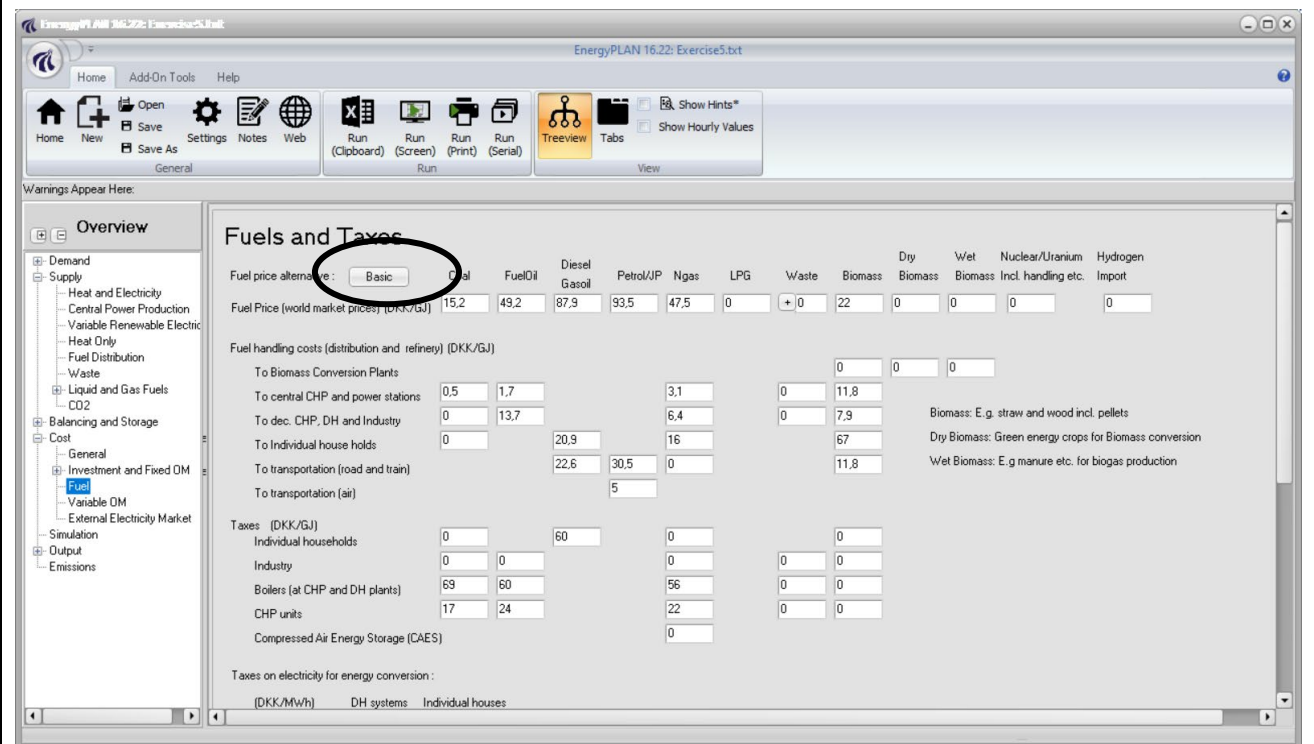 EnergyPLAN 16.22: Exercise5.txt
EnergyPLAN 16.22: Exercise5.txt
Home Add-On Tools Help
Home New Open Save Save As Settings Notes Web
General
Run (Clipboard) Run (Screen) Run (Print) Run (Serial)
Run
Treeview Tabs Show Hints* Show Hourly Values
View
Warnings Appear Here:
Overview
Demand
Supply
Heat and Electricity
Central Power Production
Variable Renewable Electric
Heat Only
Fuel Distribution
Waste
Liquid and Gas Fuels
CO2
Balancing and Storage
Cost
General
Investment and Fixed OM
Fuel
Variable OM
External Electricity Market
Simulation
Output
Emissions
Fuels and Taxes
Fuel price alternative : Basic Coal FuelOil Diesel Gasoil Petrol/JP Ngas LPG Waste Biomass Dry Biomass Wet Biomass Nuclear/Uranium Incl. handling etc. Hydrogen Import
Fuel Price (world market prices) (DKK/GJ) 15,2 49,2 87,9 93,5 47,5 0 + 0 22 0 0 0 0
Fuel handling costs (distribution and refinery) (DKK/GJ)
To Biomass Conversion Plants 0 0 0
To central CHP and power stations 0,5 1,7 3,1 0 11,8
To dec. CHP, DH and Industry 0 13,7 6,4 0 7,9 Biomass: E.g. straw and wood incl. pellets
To Individual house holds 0 20,9 16 67 Dry Biomass: Green energy crops for Biomass conversion
To transportation (road and train) 22,6 30,5 0 11,8 Wet Biomass: E.g manure etc. for biogas production
To transportation (air) 5
Taxes (DKK/GJ)
Individual households 0 60 0 0
Industry 0 0 0 0 0
Boilers (at CHP and DH plants) 69 60 56 0 0
CHP units 17 24 22 0 0
Compressed Air Energy Storage (CAES) 0
Taxes on electricity for energy conversion :
(DKK/MWh) DH systems Individual houses